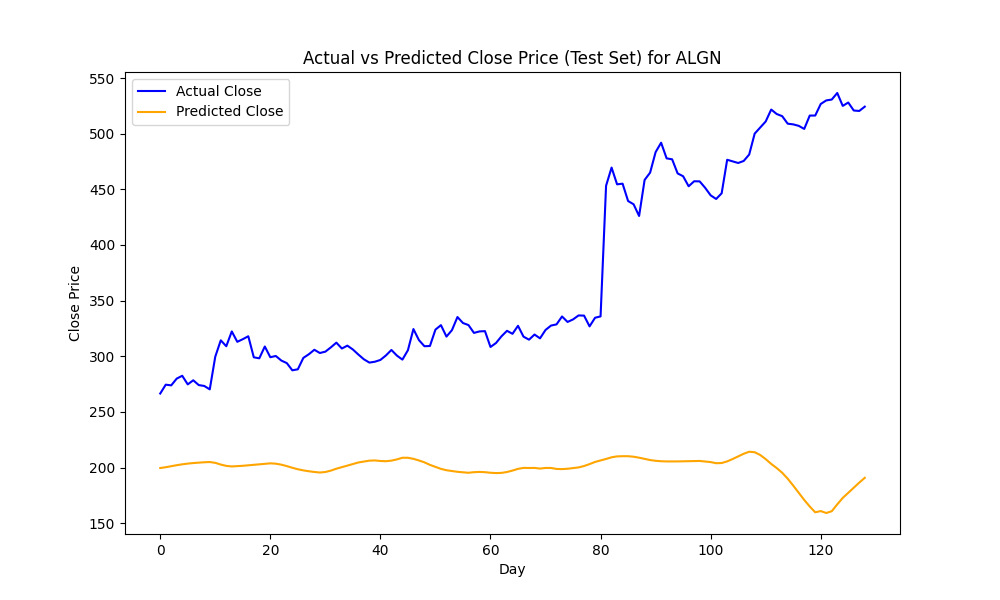 Actual vs Predicted Close Price (Test Set) for ALGN
Actual Close
Predicted Close
550
500
450
400
350
300
250
200
150
Close Price
0 20 40 60 80 100 120
Day